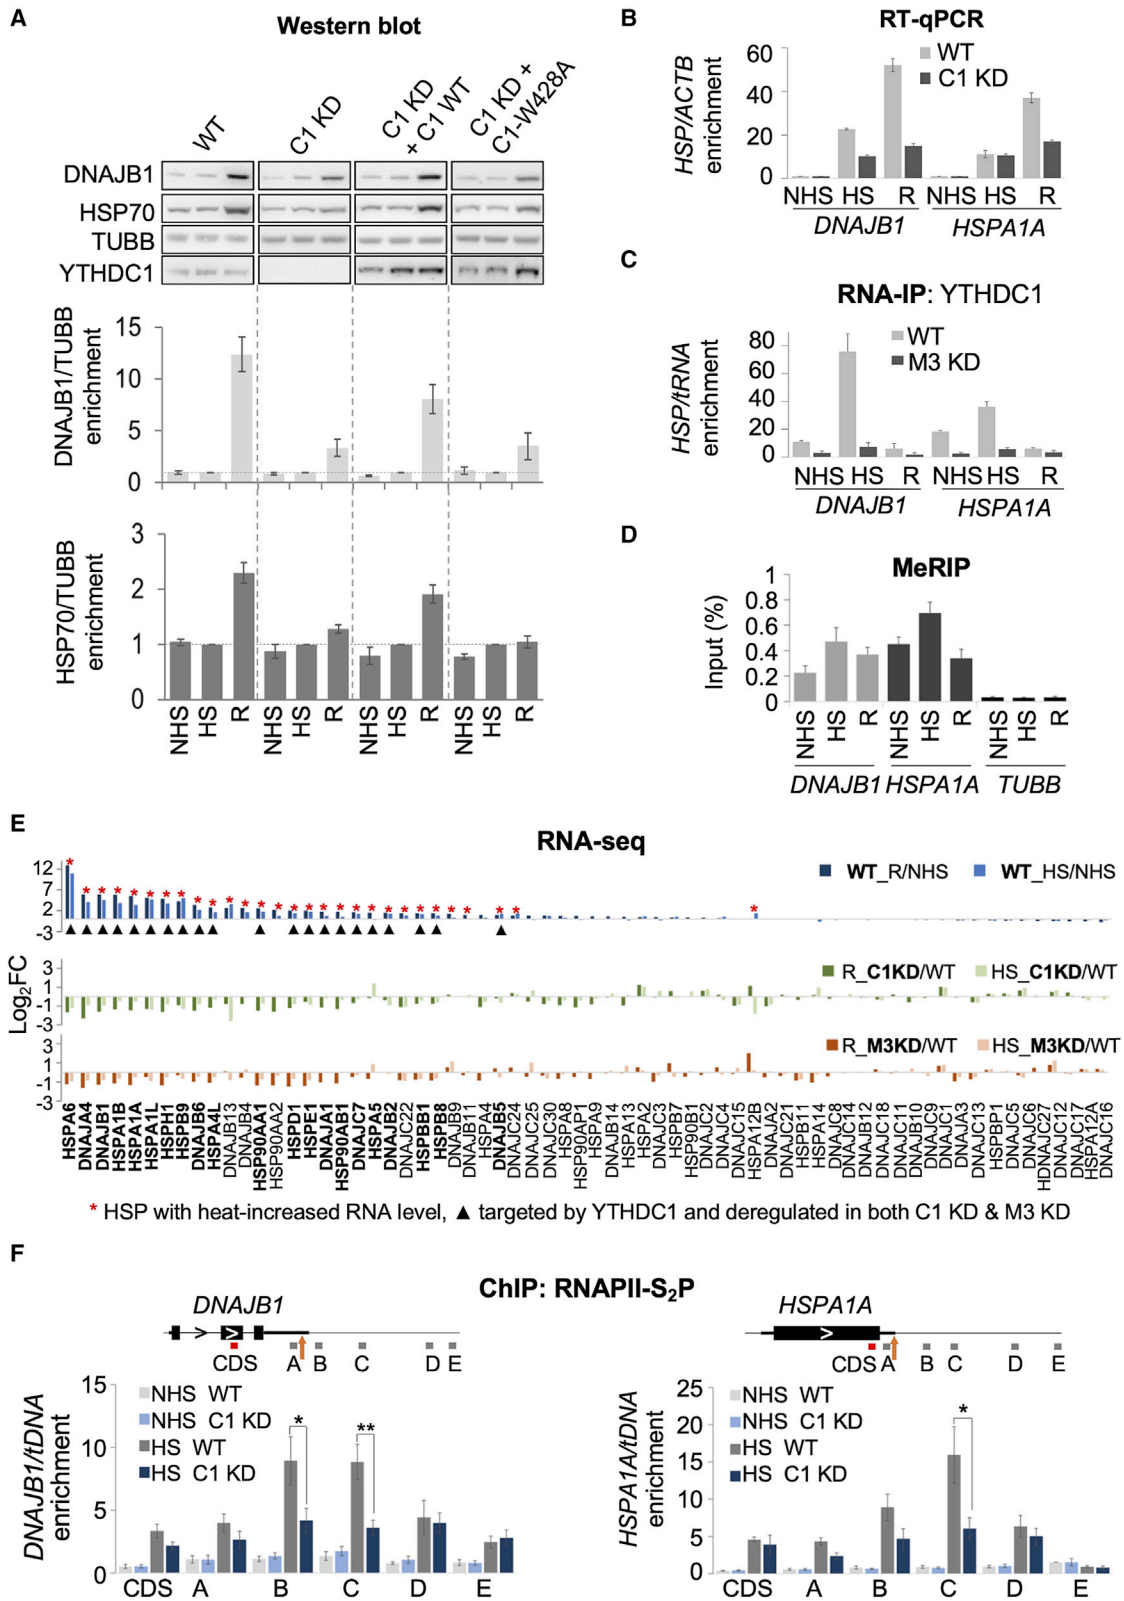 A
Western blot
WT
C1 KD
C1 KD
+ C1 WT
C1 KD +
C1-W428A
DNAJB1
HSP70
TUBB
YTHDC1
DNAJB1/TUBB
enrichment
15
10
5
0
HSP70/TUBB
enrichment
3
2
1
0
NHS HS R NHS HS R NHS HS R NHS HS R
B
RT-qPCR
HSP/ACTB
enrichment
60
40
20
0
WT
C1 KD
NHS HS R NHS HS R
DNAJB1 HSPA1A
C
RNA-IP: YTHDC1
HSP/tRNA
enrichment
80
60
40
20
0
WT
M3 KD
NHS HS R NHS HS R
DNAJB1 HSPA1A
D
MeRIP
Input (%)
1
0.8
0.6
0.4
0.2
0
NHS HS R NHS HS R NHS HS R
DNAJB1 HSPA1A TUBB
E
RNA-seq
Log2FC
12
7
2
-3
WT_R/NHS WT_HS/NHS
3
1
-1
-3
R_C1KD/WT HS_C1KD/WT
3
1
-1
-3
R_M3KD/WT HS_M3KD/WT
HSPA6 DNAJA4 DNAJB1 HSPA1B HSPA1A HSPA1L HSPH1 HSPB9 DNAJB6 HSPA4L DNAJB13 DNAJB4 HSP90AA1 HSP90AA2 HSPD1 HSPE1 DNAJA1 HSP90AB1 DNAJC7 HSPA5 DNAJB2 DNAJC22 HSPBB1 HSPB8 DNAJB9 DNAJB11 HSPA4 DNAJB5 DNAJC24 DNAJC25 DNAJC30 HSPA8 HSP90AP1 HSPA9 DNAJB14 HSPA13 HSPA2 DNAJC3 HSPB7 HSP90B1 DNAJC2 DNAJC4 DNAJC15 HSPA12B DNAJA2 DNAJC21 HSPB11 HSPA14 DNAJC14 DNAJB12 DNAJC18 DNAJC11 DNAJB10 DNAJC9 DNAJC1 DNAJA3 DNAJC13 HSPBP1 DNAJC5 DNAJC6 HDNAJC27 DNAJC12 DNAJC17 HSPA12A DNAJC16
* HSP with heat-increased RNA level, ▲ targeted by YTHDC1 and deregulated in both C1 KD & M3 KD
F
ChIP: RNAPII-S2P
DNAJB1
CDS A B C D E
DNAJB1/tDNA
enrichment
15
10
5
0
NHS WT
NHS C1 KD
HS WT
HS C1 KD
* **
CDS A B C D E
HSPA1A
CDS A B C D E
HSPA1A/tDNA
enrichment
25
20
15
10
5
0
NHS WT
NHS C1 KD
HS WT
HS C1 KD
*
CDS A B C D E